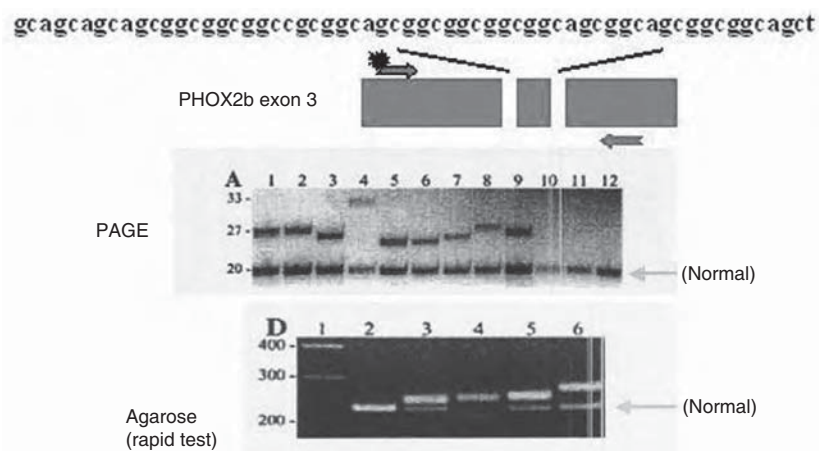 gcagcagcagcggcggcggccgcggcagcggcggcggcggcagcggcagcggcggcagct
PHOX2b exon 3
A 1 2 3 4 5 6 7 8 9 10 11 12
33 -
PAGE
27 -
20 -
(Normal)
D 1 2 3 4 5 6
400 -
300 -
200 -
(Normal)
Agarose
(rapid test)